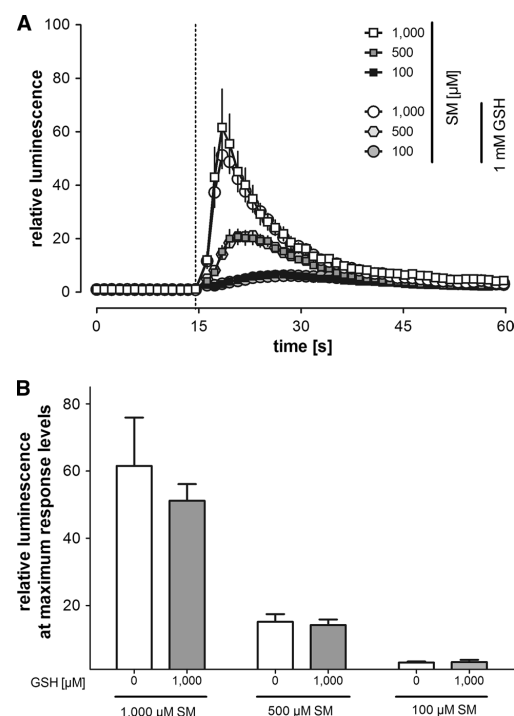 A
100
80
60
40
20
0
relative luminescence
0
15
30
45
60
time [s]
1,000
500
100
1,000
500
100
SM [µM]
1 mM GSH
B
80
60
40
20
relative luminescence
at maximum response levels
GSH [µM]
0
1,000
0
1,000
0
1,000
1,000 µM SM
500 µM SM
100 µM SM